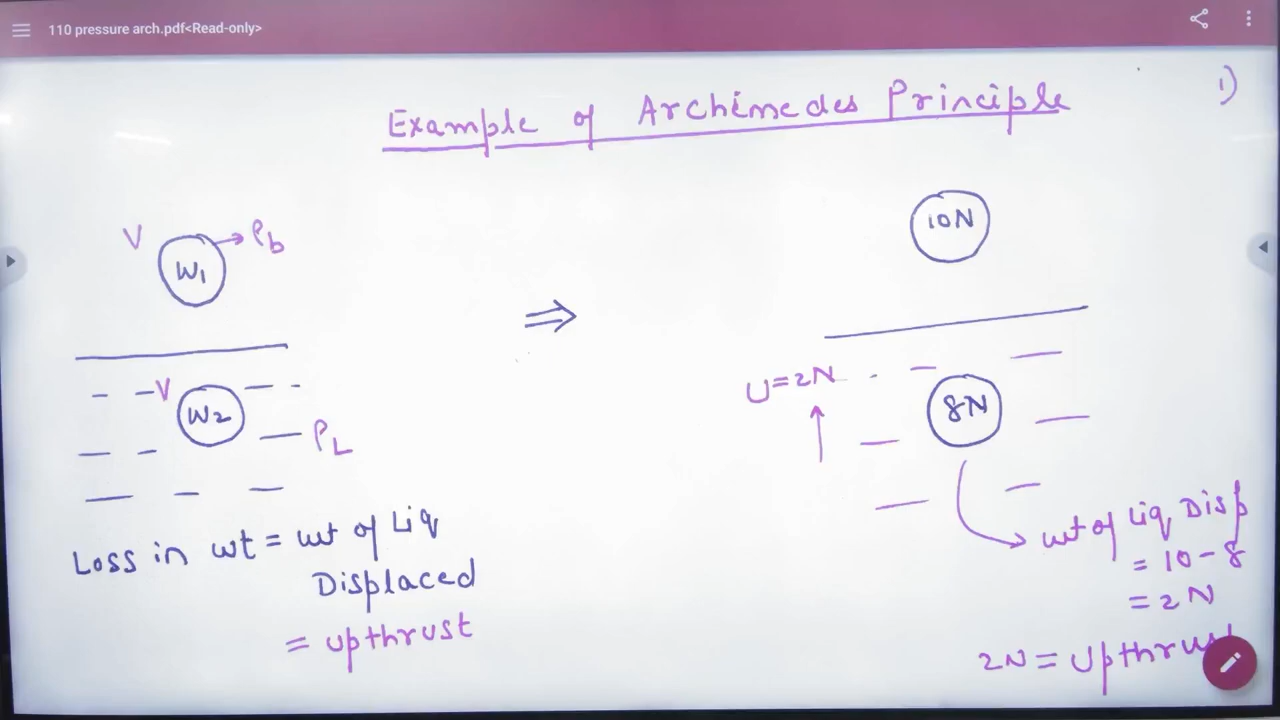 110 pressure arch.pdf<Read-only>
Example of Archimedes Principle
1)
V
ρb
W1
V
W2
ρL
Loss in wt = wt of Liq
Displaced
= upthrust
⇒
10N
U=2N
8N
wt of Liq Disp
= 10-8
= 2N
2N = Upthrust